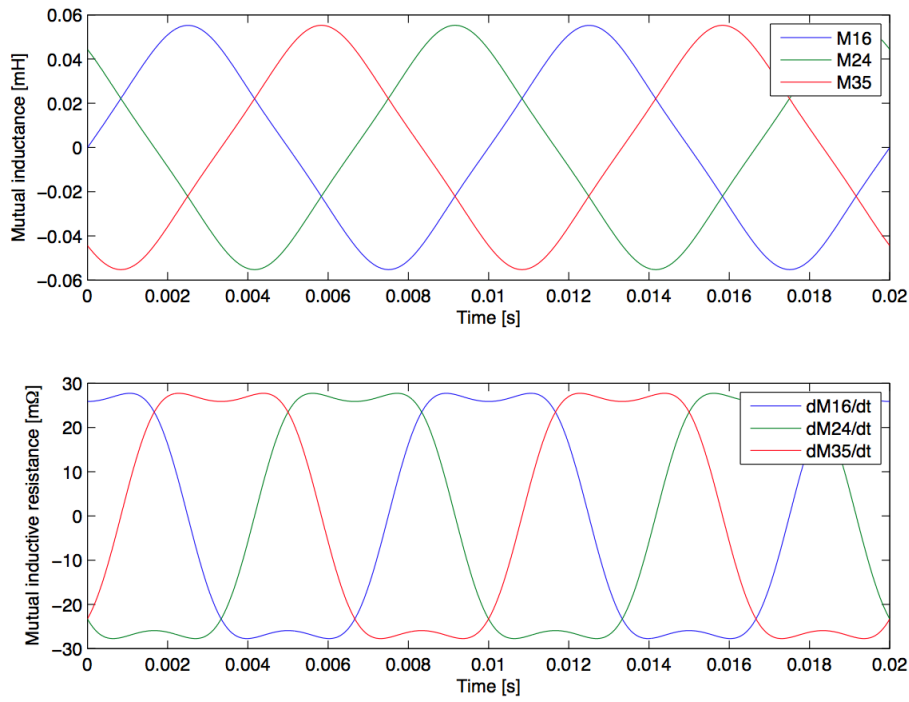 0.06
0.04
0.02
0
−0.02
−0.04
−0.06
Mutual inductance [mH]
M16
M24
M35
0 0.002 0.004 0.006 0.008 0.01 0.012 0.014 0.016 0.018 0.02
Time [s]
30
20
10
0
−10
−20
−30
Mutual inductive resistance [mΩ]
dM16/dt
dM24/dt
dM35/dt
0 0.002 0.004 0.006 0.008 0.01 0.012 0.014 0.016 0.018 0.02
Time [s]